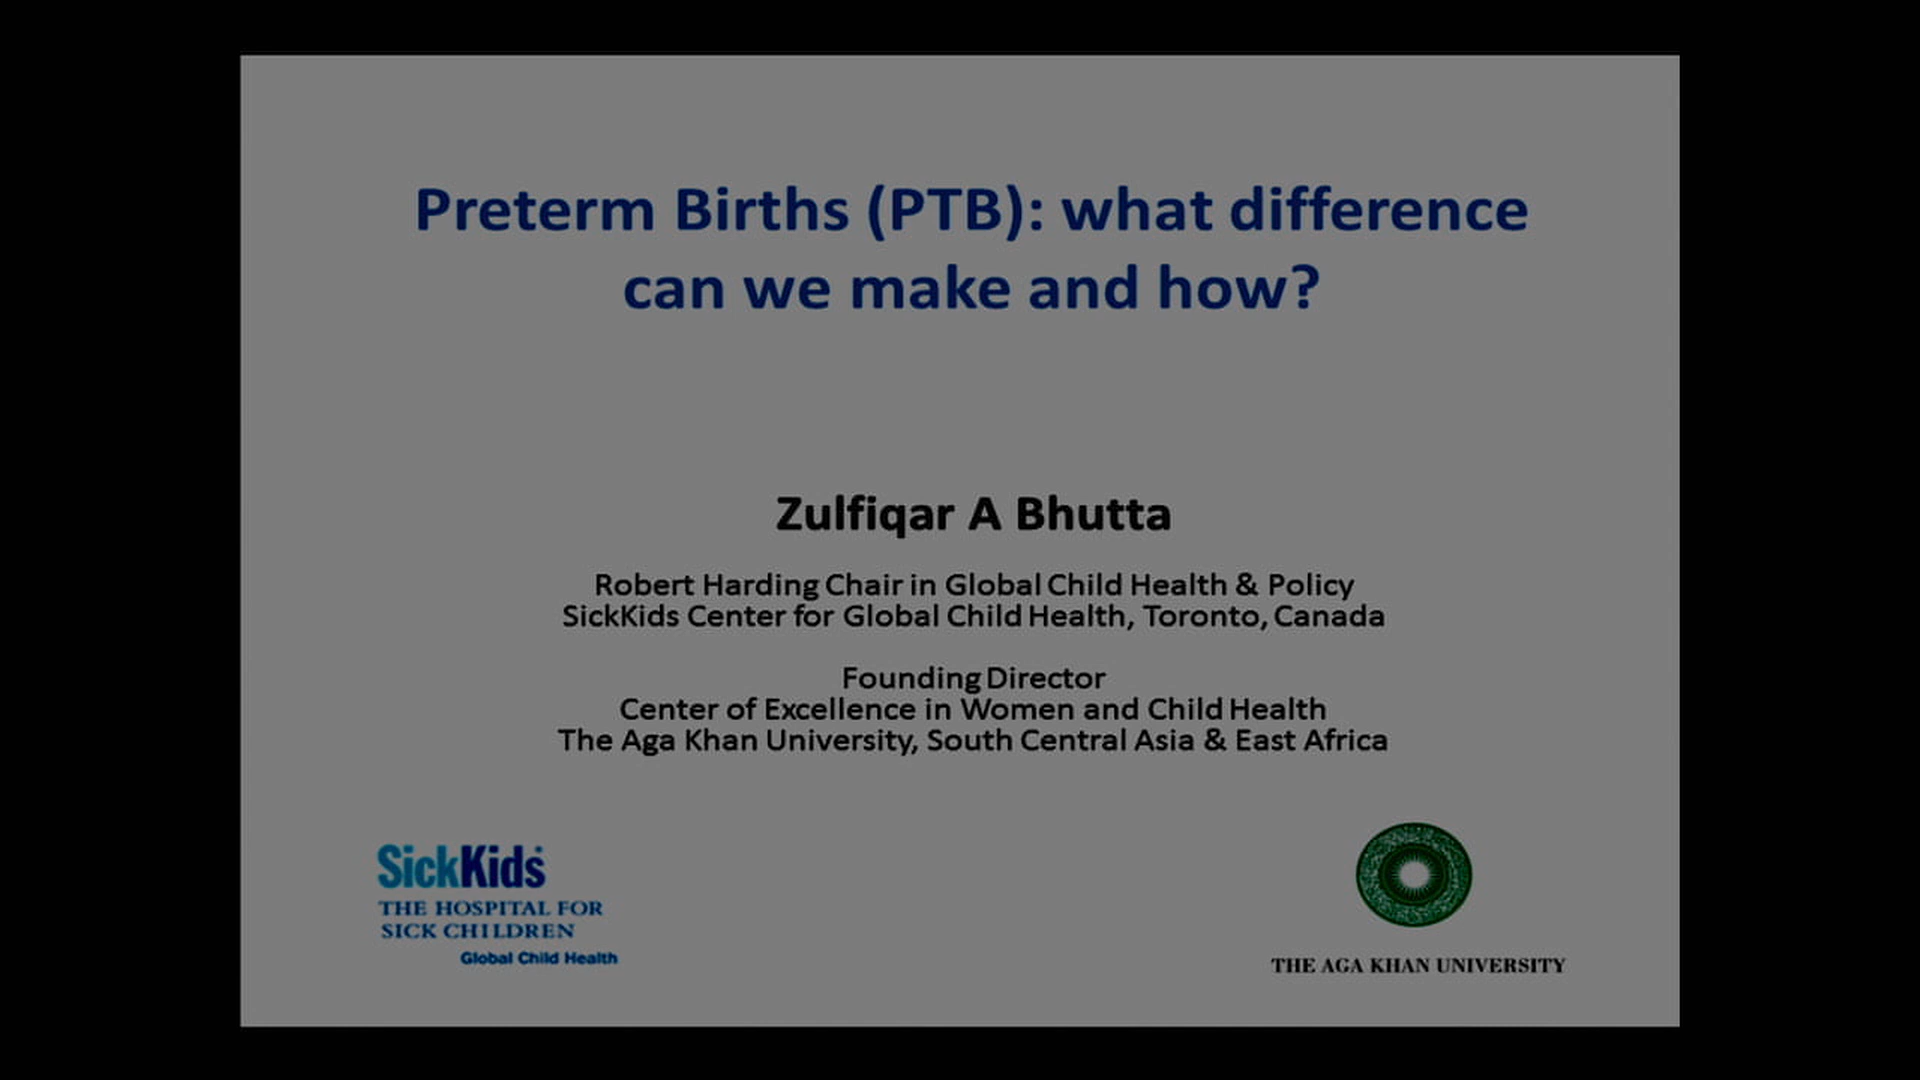 Preterm Births (PTB): what difference
can we make and how?
Zulfiqar A Bhutta
Robert Harding Chair in Global Child Health & Policy
SickKids Center for Global Child Health, Toronto, Canada
Founding Director
Center of Excellence in Women and Child Health
The Aga Khan University, South Central Asia & East Africa
SickKids
THE HOSPITAL FOR
SICK CHILDREN
Global Child Health
THE AGA KHAN UNIVERSITY